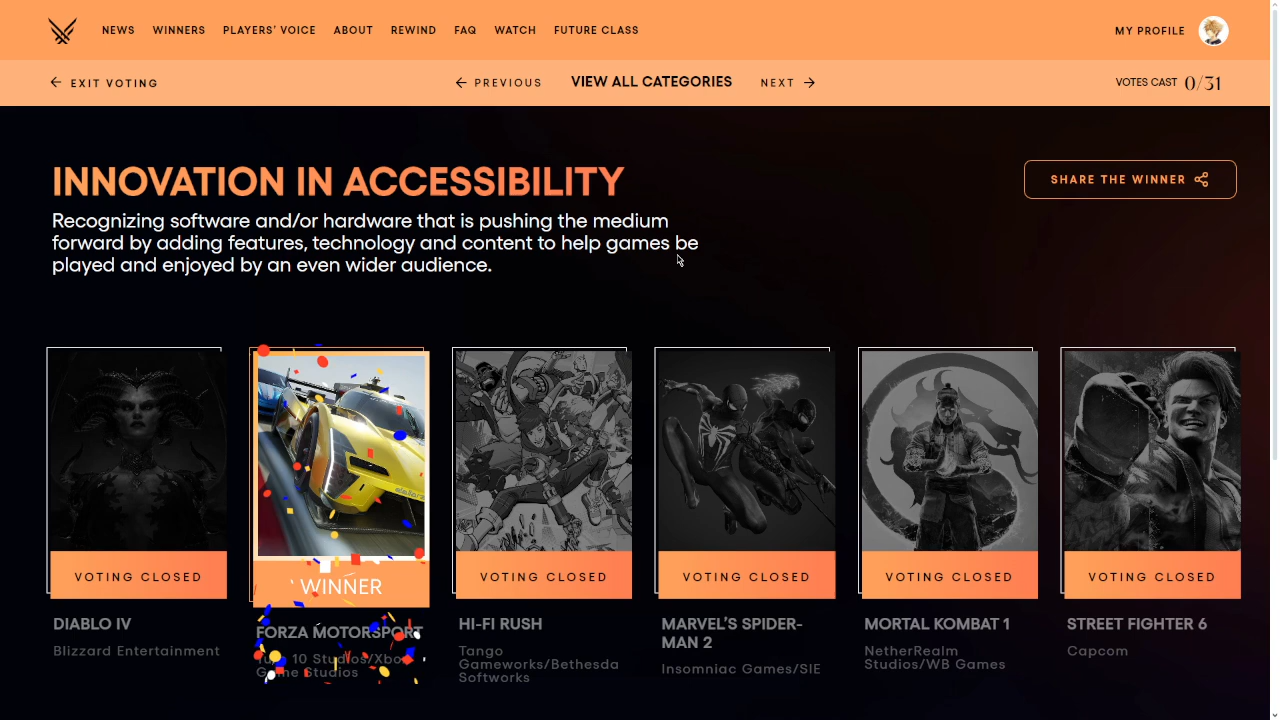 NEWS WINNERS PLAYERS' VOICE ABOUT REWIND FAQ WATCH FUTURE CLASS MY PROFILE
EXIT VOTING PREVIOUS VIEW ALL CATEGORIES NEXT VOTES CAST 0/31
INNOVATION IN ACCESSIBILITY
SHARE THE WINNER
Recognizing software and/or hardware that is pushing the medium
forward by adding features, technology and content to help games be
played and enjoyed by an even wider audience.
VOTING CLOSED
DIABLO IV
Blizzard Entertainment
WINNER
FORZA MOTORSPORT
10 Studios/Xbox
Game Studios
VOTING CLOSED
HI-FI RUSH
Tango
Gameworks/Bethesda
Softworks
VOTING CLOSED
MARVEL'S SPIDER-
MAN 2
Insomniac Games/SIE
VOTING CLOSED
MORTAL KOMBAT 1
NetherRealm
Studios/WB Games
VOTING CLOSED
STREET FIGHTER 6
Capcom